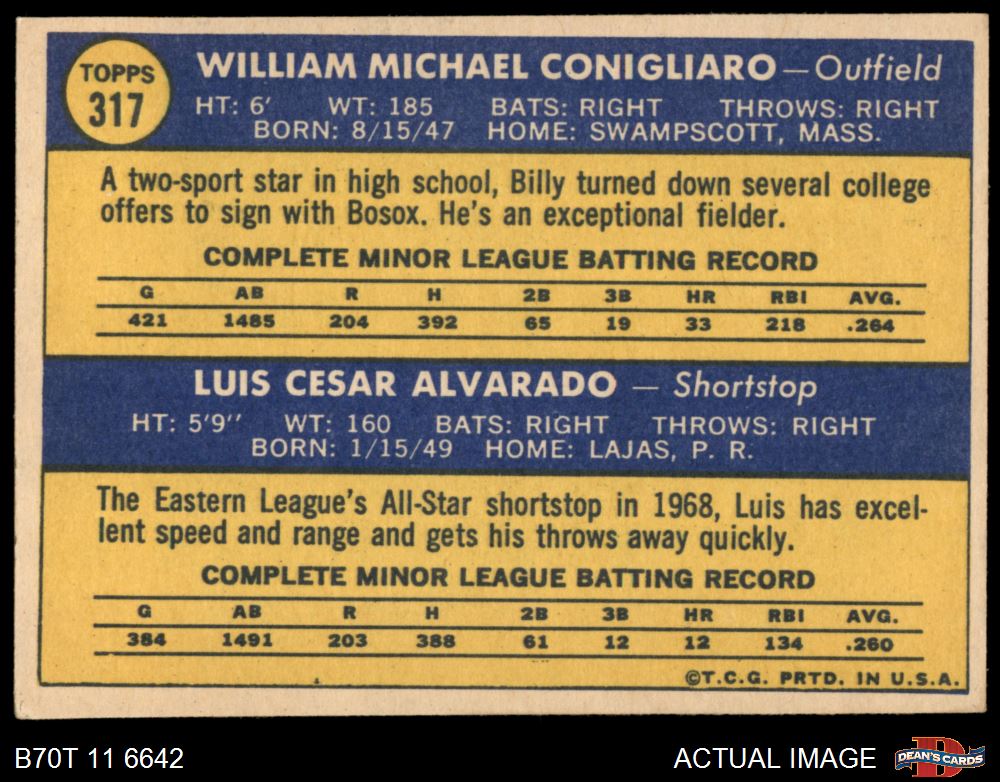 TOPPS
317
WILLIAM MICHAEL CONIGLIARO — Outfield
HT: 6' WT: 185 BATS: RIGHT THROWS: RIGHT
BORN: 8/15/47 HOME: SWAMPSCOTT, MASS.
A two-sport star in high school, Billy turned down several college
offers to sign with Bosox. He's an exceptional fielder.
COMPLETE MINOR LEAGUE BATTING RECORD
G AB R H 2B 3B HR RBI AVG.
421 1485 204 392 65 19 33 218 .264
LUIS CESAR ALVARADO — Shortstop
HT: 5'9'' WT: 160 BATS: RIGHT THROWS: RIGHT
BORN: 1/15/49 HOME: LAJAS, P. R.
The Eastern League's All-Star shortstop in 1968, Luis has excel-
lent speed and range and gets his throws away quickly.
COMPLETE MINOR LEAGUE BATTING RECORD
G AB R H 2B 3B HR RBI AVG.
384 1491 203 388 61 12 12 134 .260
©T.C.G. PRTD. IN U.S.A.
B70T 11 6642
ACTUAL IMAGE
D
DEAN'S CARDS